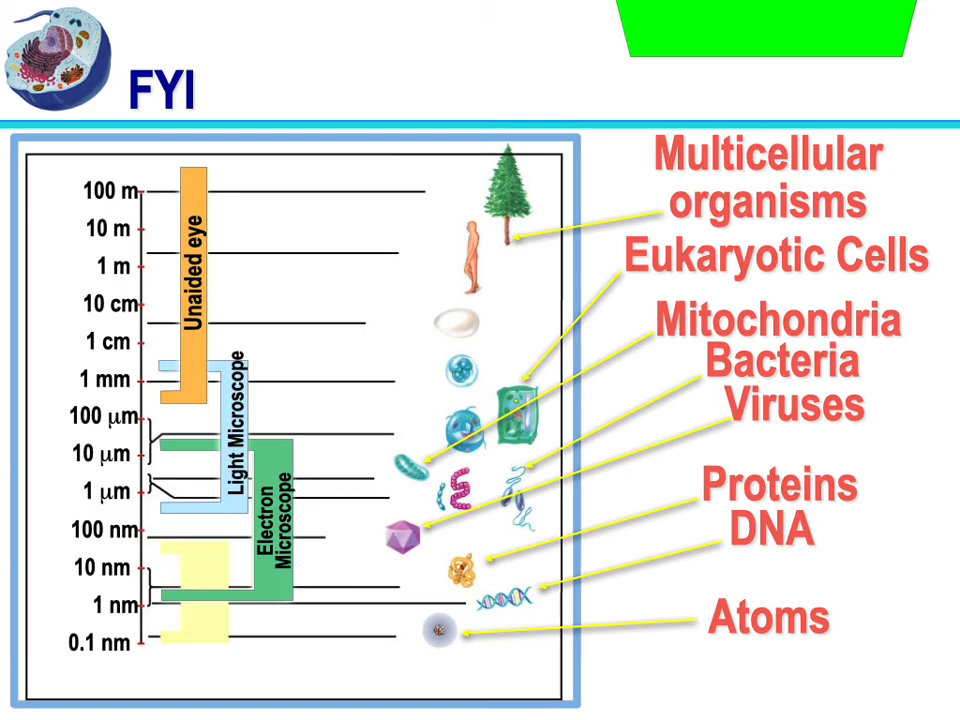 FYI
100 m
10 m
1 m
10 cm
1 cm
1 mm
100 µm
10 µm
1 µm
100 nm
10 nm
1 nm
0.1 nm
Unaided eye
Light Microscope
Electron
Microscope
Multicellular
organisms
Eukaryotic Cells
Mitochondria
Bacteria
Viruses
Proteins
DNA
Atoms